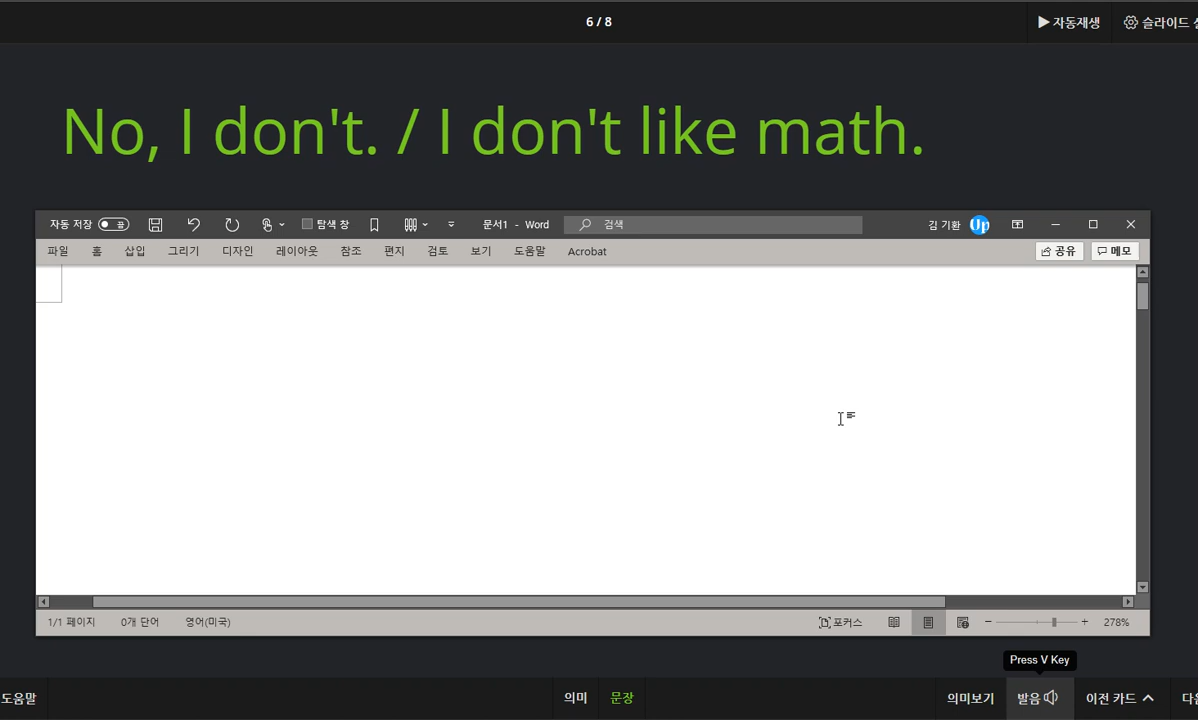 6 / 8
자동재생
슬라이드
No, I don't. / I don't like math.
자동 저장 끔 탐색 창 문서1 - Word 검색 김 기환 Up
파일 홈 삽입 그리기 디자인 레이아웃 참조 편지 검토 보기 도움말 Acrobat 공유 메모
1/1 페이지 0개 단어 영어(미국) 포커스 278%
Press V Key
도움말 의미 문장 의미보기 발음 이전 카드